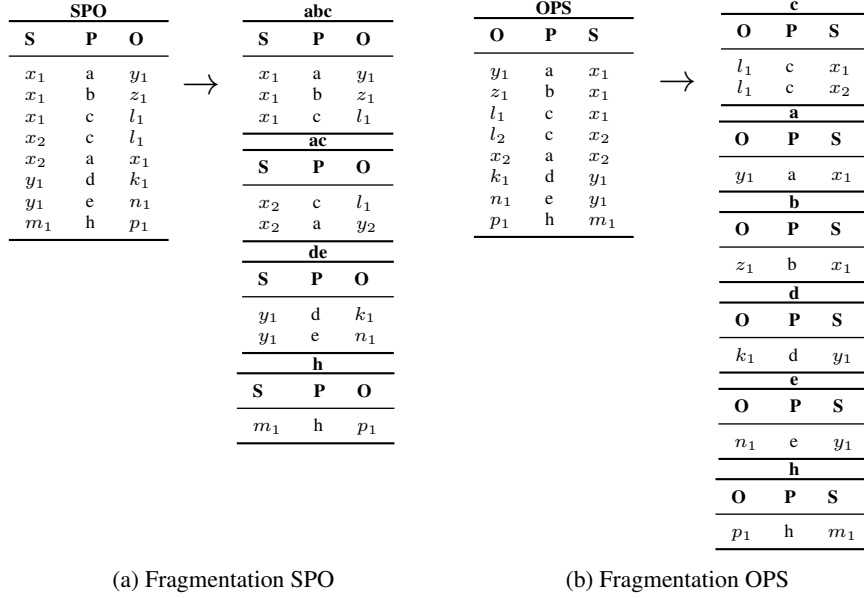 SPO
S P O
x₁ a y₁
x₁ b z₁
x₁ c l₁
x₂ c l₁
x₂ a x₁
y₁ d k₁
y₁ e n₁
m₁ h p₁
→
abc
S P O
x₁ a y₁
x₁ b z₁
x₁ c l₁
ac
S P O
x₂ c l₁
x₂ a y₂
de
S P O
y₁ d k₁
y₁ e n₁
h
S P O
m₁ h p₁
(a) Fragmentation SPO
OPS
O P S
y₁ a x₁
z₁ b x₁
l₁ c x₁
l₂ c x₂
x₂ a x₂
k₁ d y₁
n₁ e y₁
p₁ h m₁
→
c
O P S
l₁ c x₁
l₁ c x₂
a
O P S
y₁ a x₁
b
O P S
z₁ b x₁
d
O P S
k₁ d y₁
e
O P S
n₁ e y₁
h
O P S
p₁ h m₁
(b) Fragmentation OPS